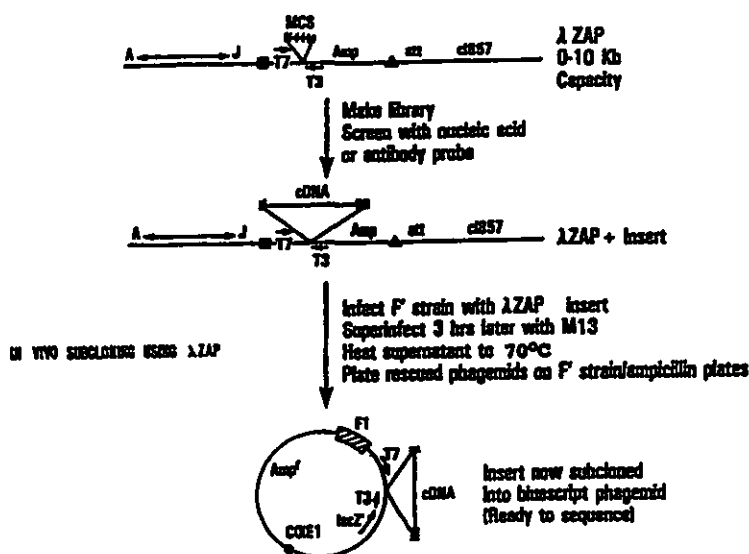 MCS
A J T7 Amp att cI857
T3
λ ZAP
0-10 Kb
Capacity
Make library
Screen with nucleic acid
or antibody probe
cDNA
A J T7 Amp att cI857
T3
λZAP + Insert
Infect F' strain with λZAP insert
Superinfect 3 hrs later with M13
Heat supernatant to 70°C
Plate rescued phagemids on F' strain/ampicillin plates
IN VIVO SUBCLONING USING λZAP
F1
T7
Ampʳ
T3
cDNA
lacZ'
COLE1
Insert now subcloned
Into bluescript phagemid
(Ready to sequence)